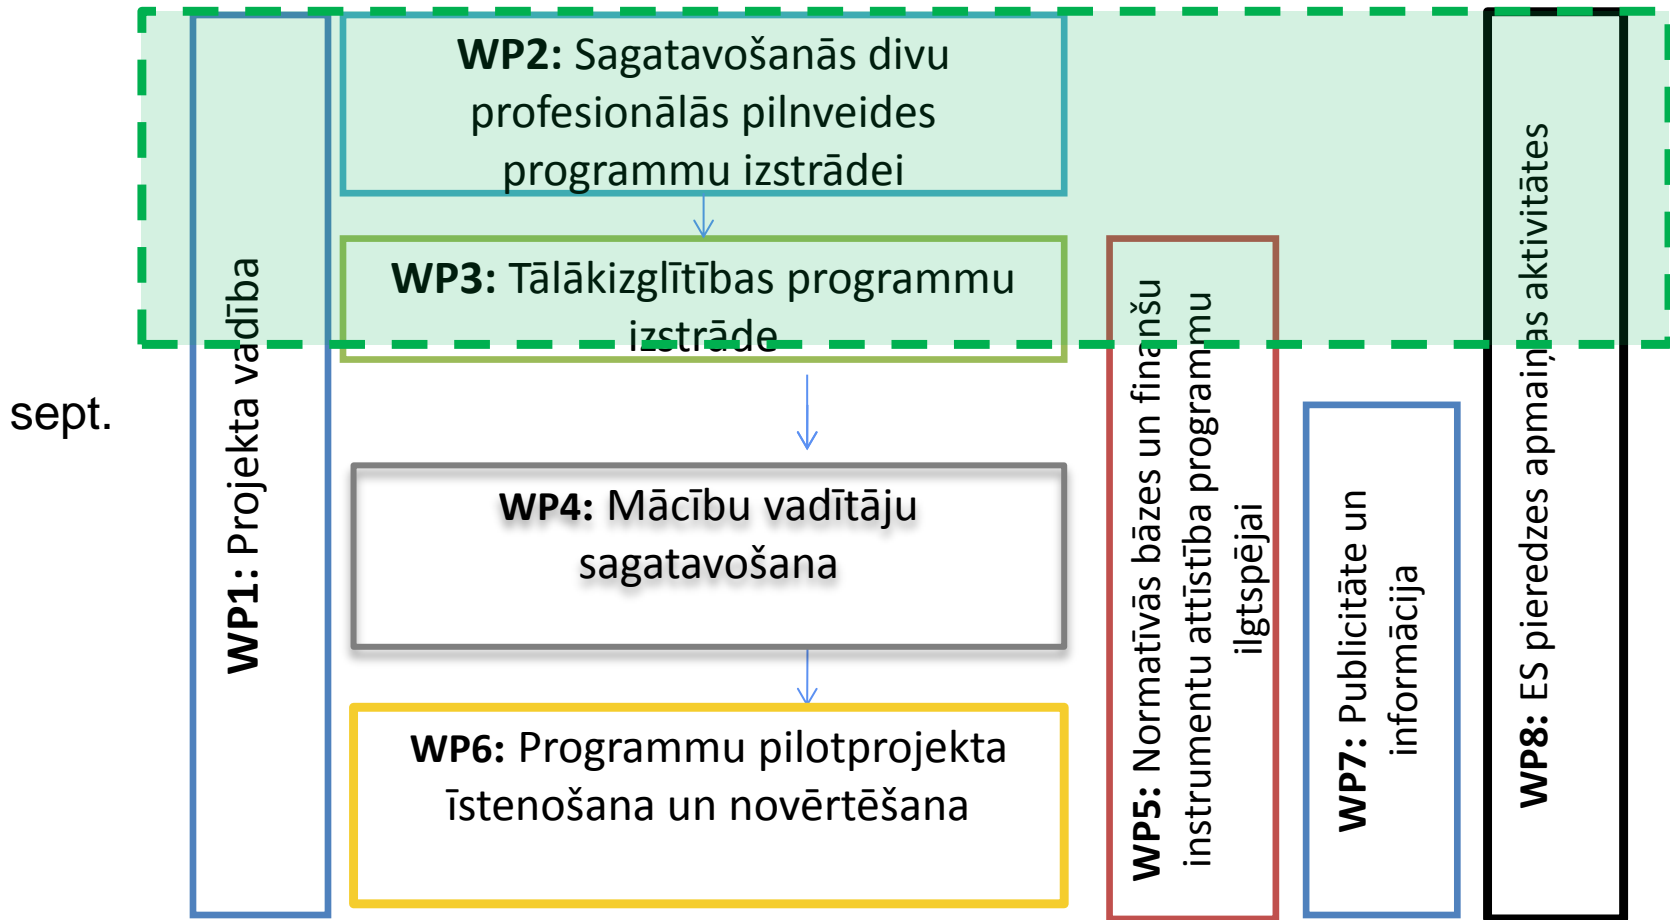 WP2: Sagatavošanās divu
profesionālās pilnveides
programmu izstrādei
WP3: Tālākizglītības programmu
izstrāde
sept.
WP4: Mācību vadītāju
sagatavošana
WP6: Programmu pilotprojekta
īstenošana un novērtēšana
WP1: Projekta vadība
WP5: Normatīvās bāzes un finanšu
instrumentu attīstība programmu
ilgtspējai
WP7: Publicitāte un
informācija
WP8: ES pieredzes apmaiņas aktivitātes